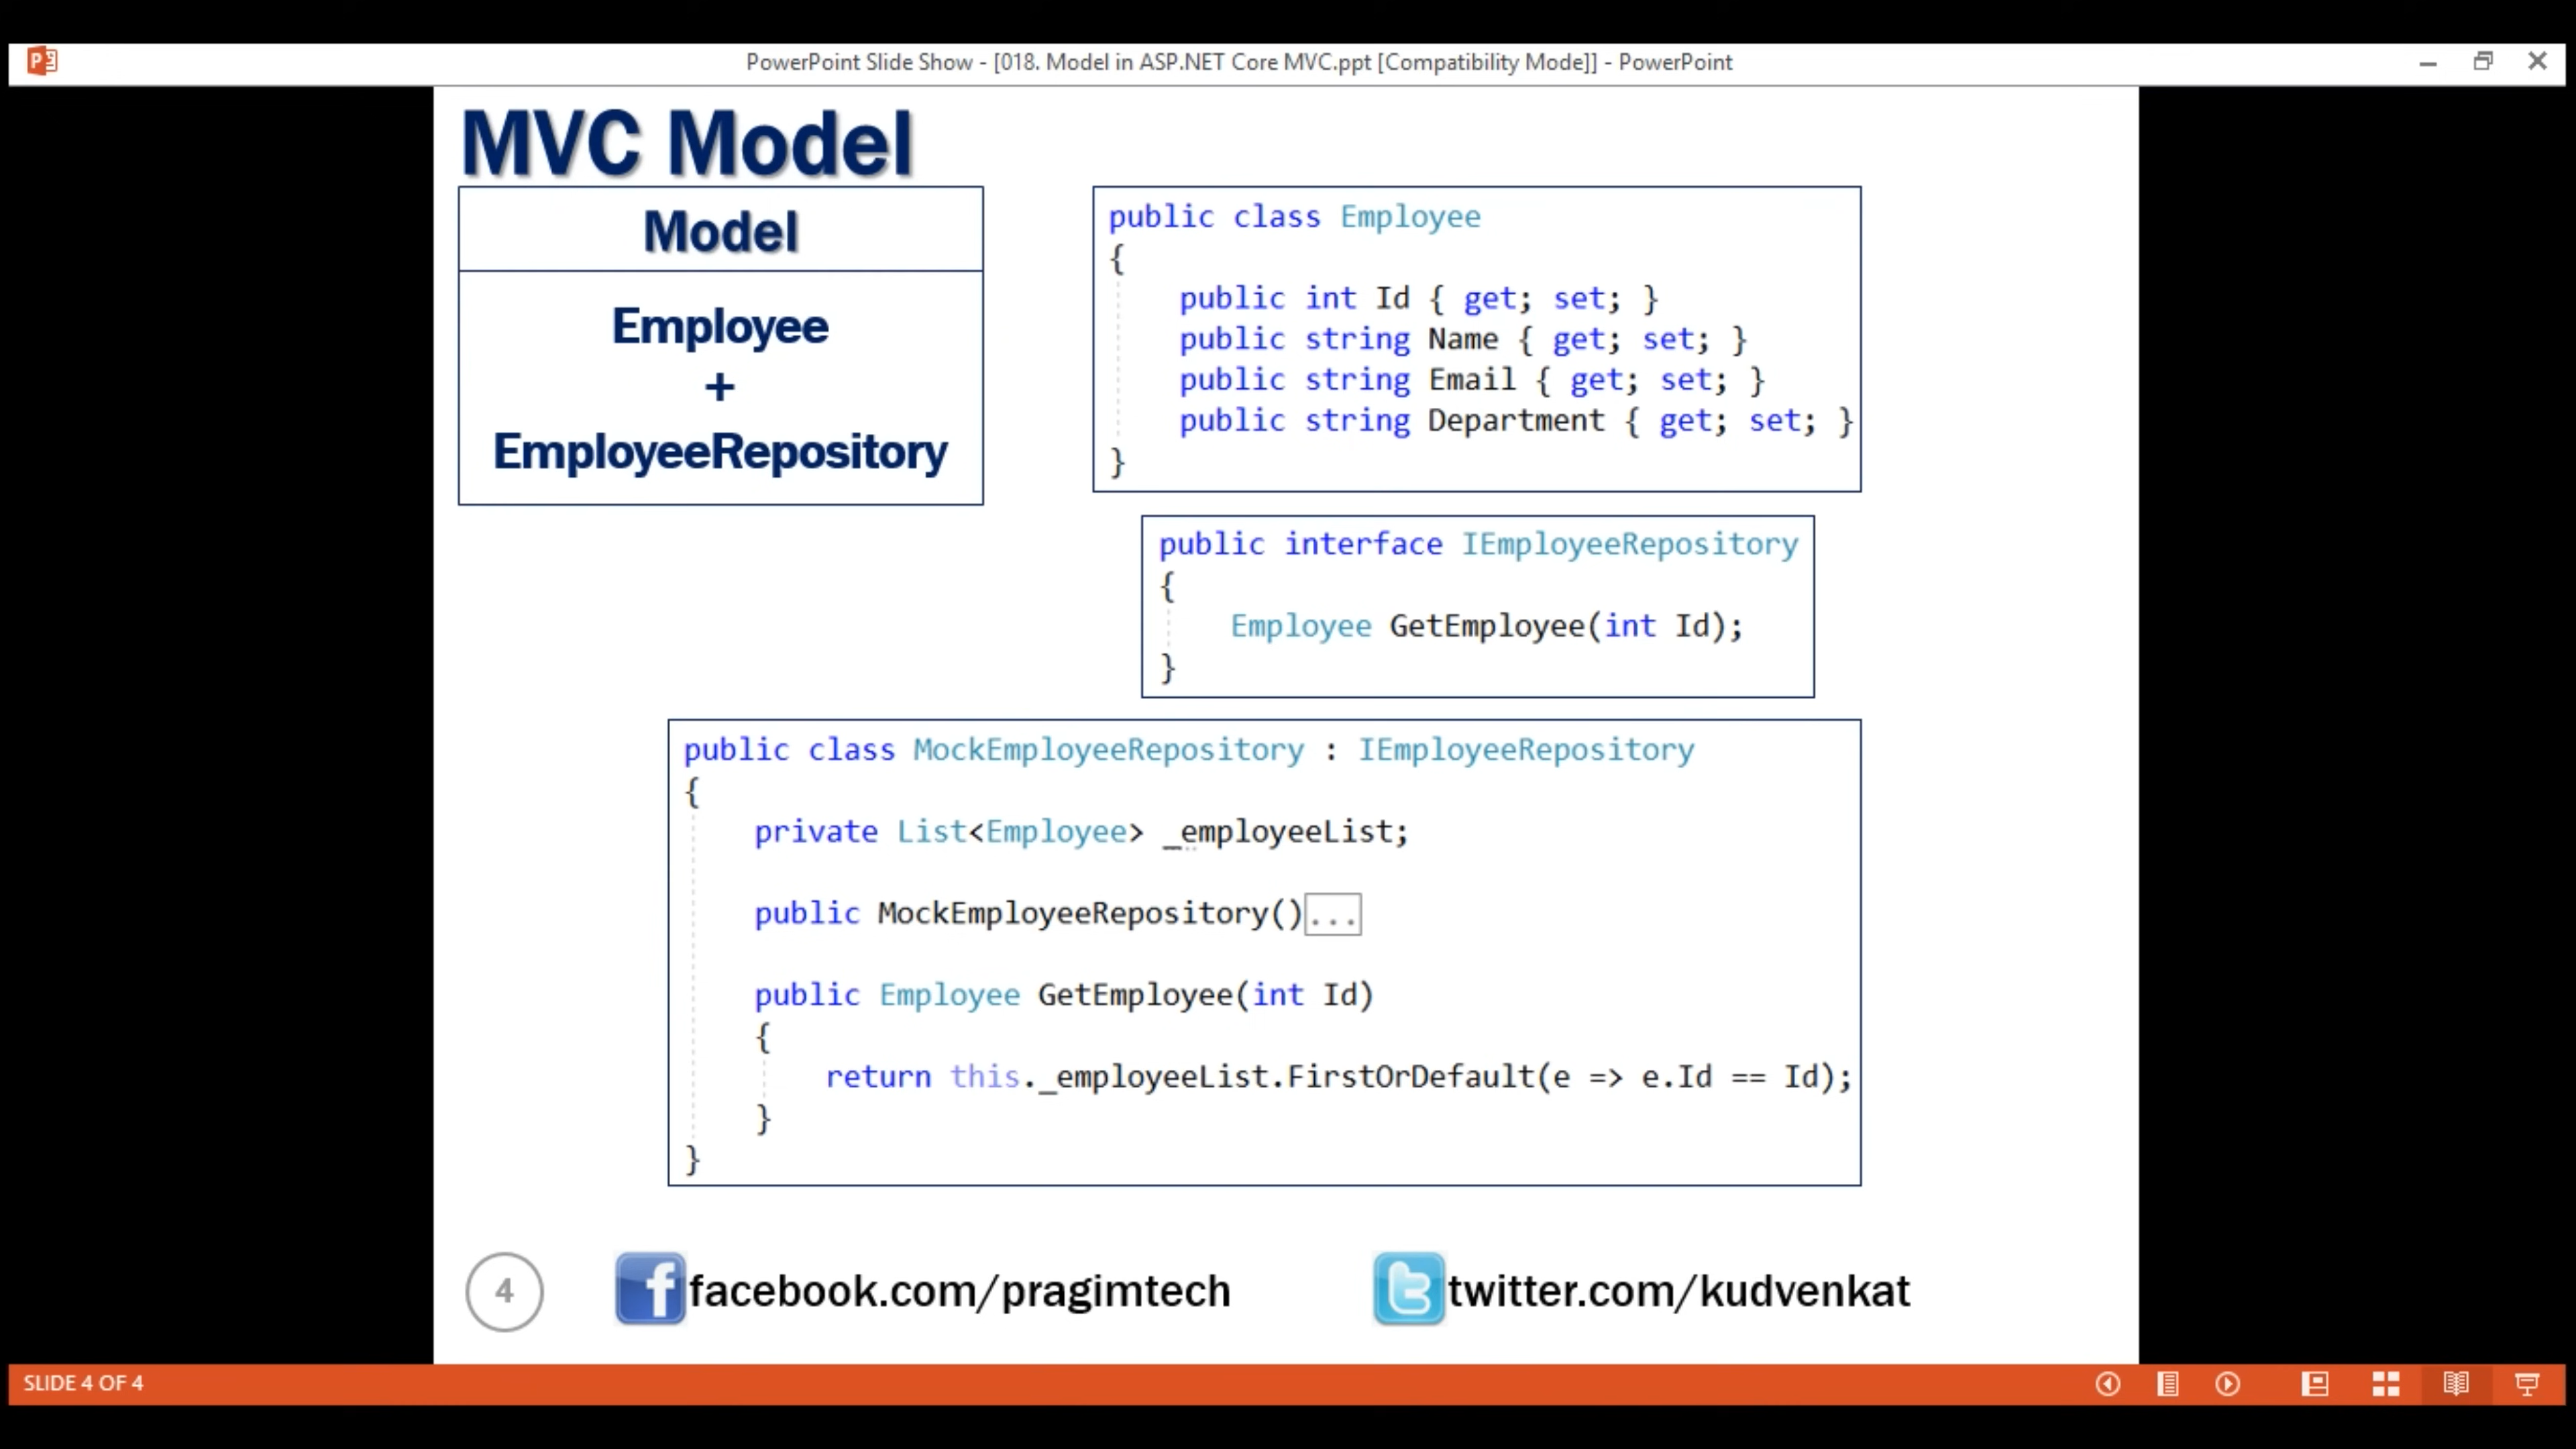 PowerPoint Slide Show - [018. Model in ASP.NET Core MVC.ppt [Compatibility Mode]] - PowerPoint
MVC Model
Model
Employee
+
EmployeeRepository
public class Employee
{
public int Id { get; set; }
public string Name { get; set; }
public string Email { get; set; }
public string Department { get; set; }
}
public interface IEmployeeRepository
{
Employee GetEmployee(int Id);
}
public class MockEmployeeRepository : IEmployeeRepository
{
private List<Employee> _employeeList;
public MockEmployeeRepository()...
public Employee GetEmployee(int Id)
{
return this._employeeList.FirstOrDefault(e => e.Id == Id);
}
}
4
facebook.com/pragimtech
twitter.com/kudvenkat
SLIDE 4 OF 4